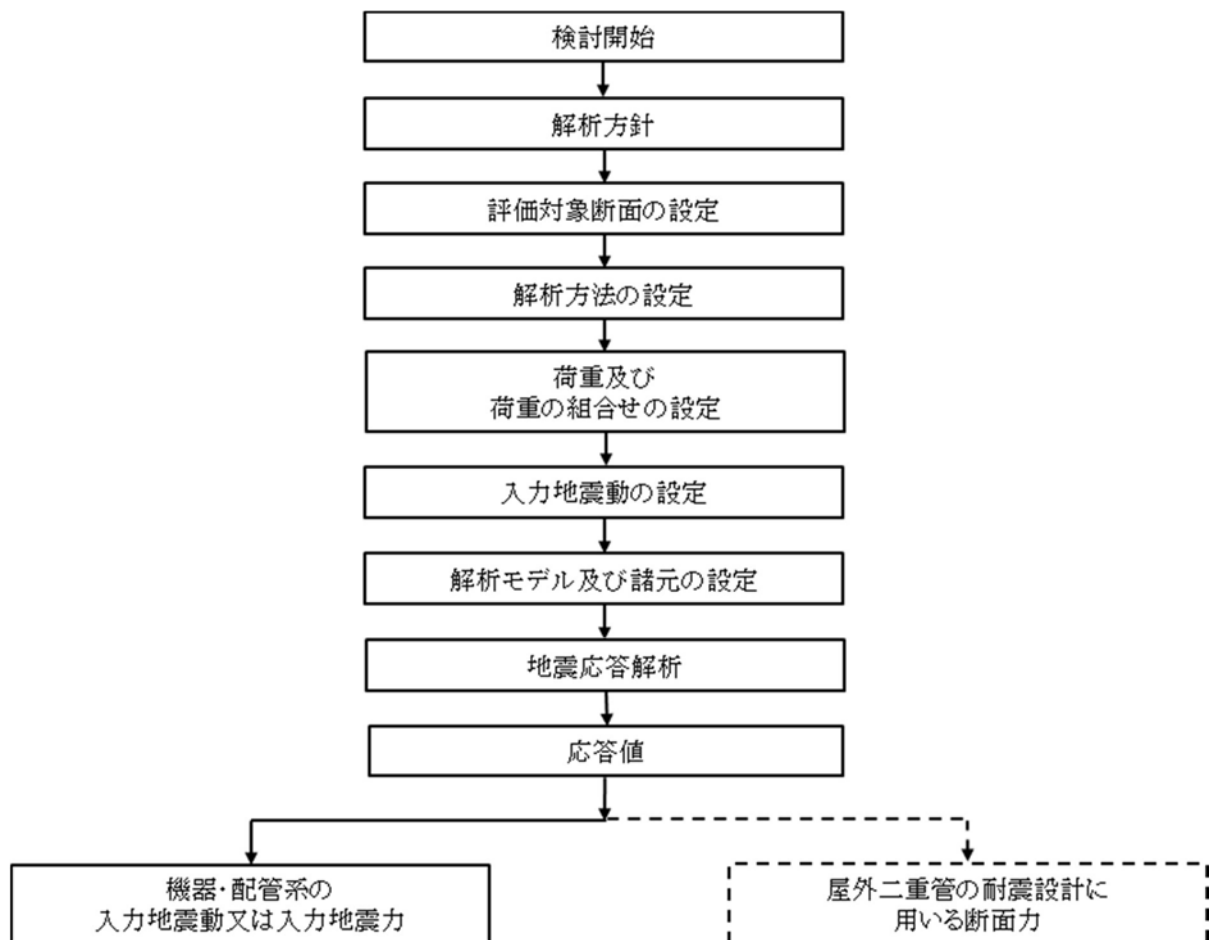 検討開始
解析方針
評価対象断面の設定
解析方法の設定
荷重及び
荷重の組合せの設定
入力地震動の設定
解析モデル及び諸元の設定
地震応答解析
応答値
機器・配管系の
入力地震動又は入力地震力
屋外二重管の耐震設計に
用いる断面力